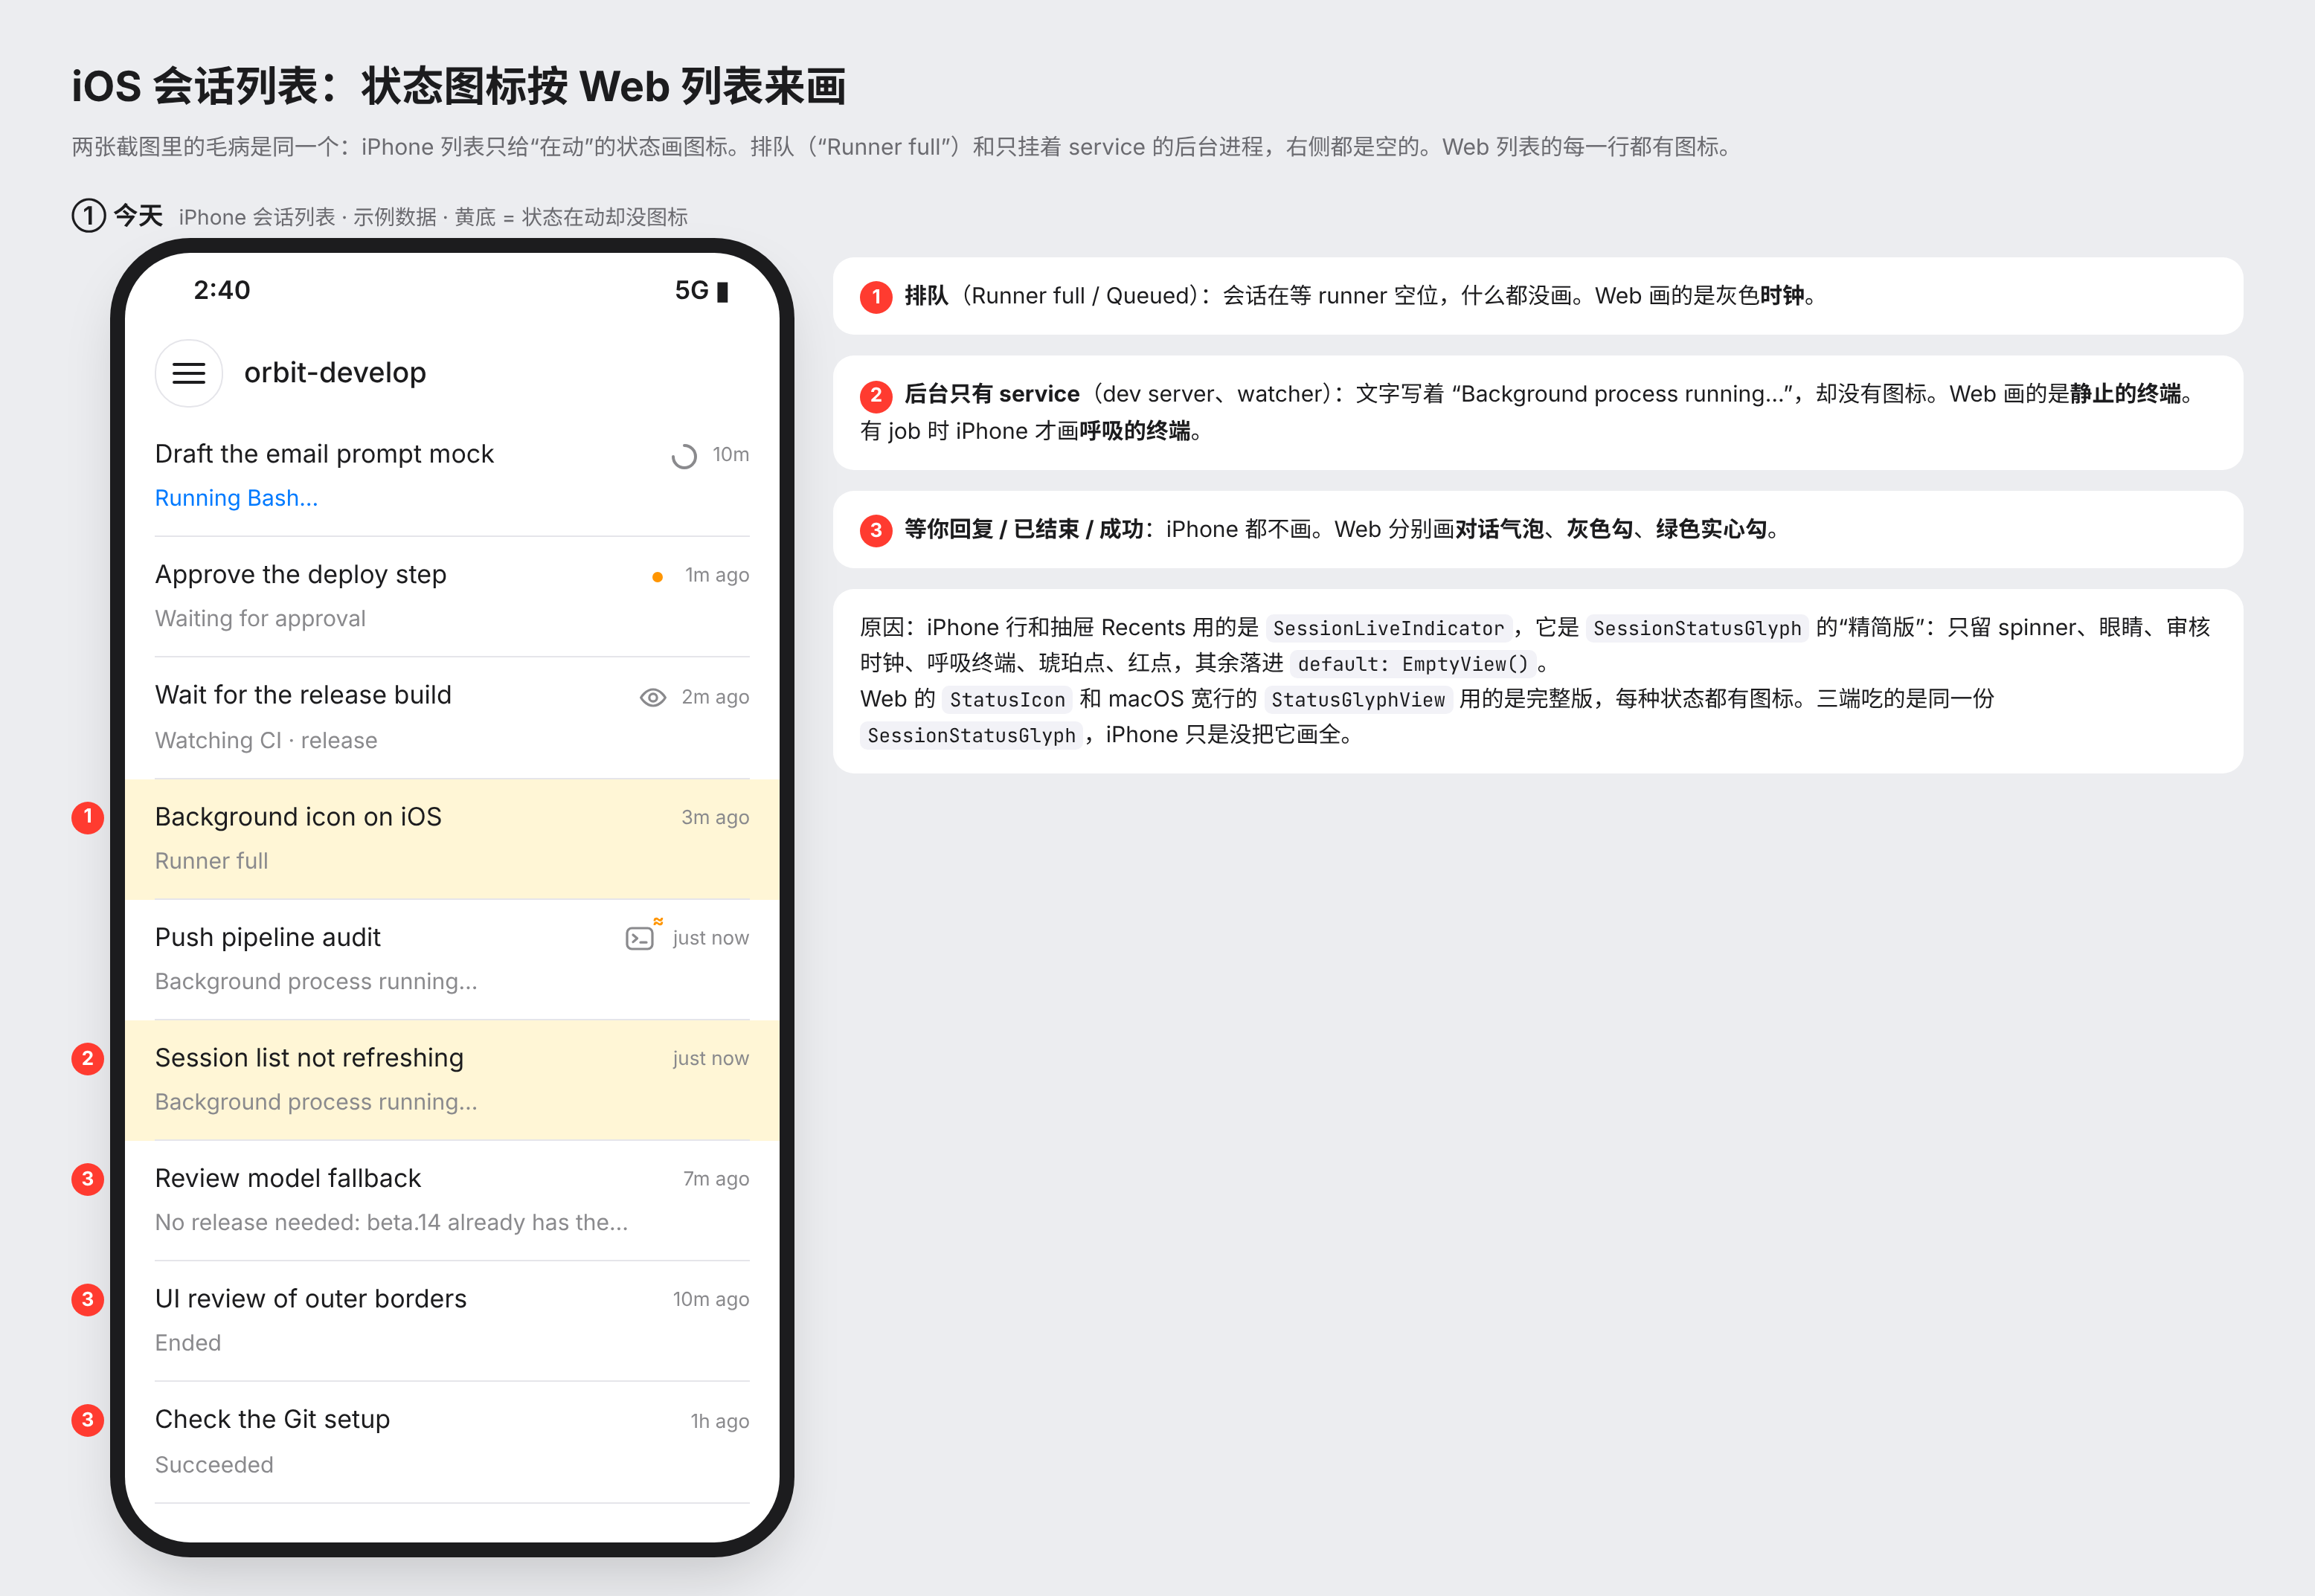 iOS 会话列表：状态图标按 Web 列表来画
两张截图里的毛病是同一个：iPhone 列表只给“在动”的状态画图标。排队（“Runner full”）和只挂着 service 的后台进程，右侧都是空的。Web 列表的每一行都有图标。
① 今天 iPhone 会话列表 · 示例数据 · 黄底 = 状态在动却没图标
2:40 5G
orbit-develop
Draft the email prompt mock 10m
Running Bash...
Approve the deploy step 1m ago
Waiting for approval
Wait for the release build 2m ago
Watching CI · release
1 Background icon on iOS 3m ago
Runner full
Push pipeline audit just now
Background process running...
2 Session list not refreshing just now
Background process running...
3 Review model fallback 7m ago
No release needed: beta.14 already has the...
3 UI review of outer borders 10m ago
Ended
3 Check the Git setup 1h ago
Succeeded
1 排队（Runner full / Queued）：会话在等 runner 空位，什么都没画。Web 画的是灰色时钟。
2 后台只有 service（dev server、watcher）：文字写着 “Background process running...”，却没有图标。Web 画的是静止的终端。
有 job 时 iPhone 才画呼吸的终端。
3 等你回复 / 已结束 / 成功：iPhone 都不画。Web 分别画对话气泡、灰色勾、绿色实心勾。
原因：iPhone 行和抽屉 Recents 用的是 SessionLiveIndicator，它是 SessionStatusGlyph 的“精简版”：只留 spinner、眼睛、审核
时钟、呼吸终端、琥珀点、红点，其余落进 default: EmptyView()。
Web 的 StatusIcon 和 macOS 宽行的 StatusGlyphView 用的是完整版，每种状态都有图标。三端吃的是同一份
SessionStatusGlyph，iPhone 只是没把它画全。